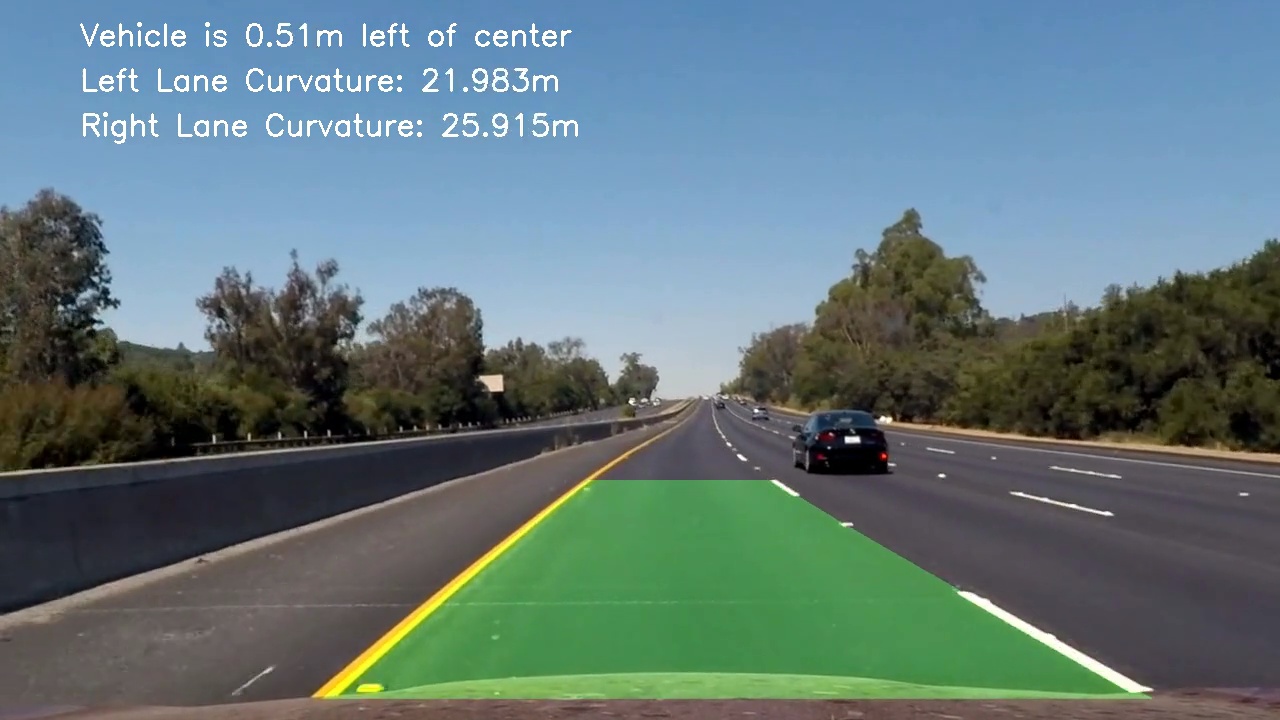 Vehicle is 0.51m left of center
Left Lane Curvature: 21.983m
Right Lane Curvature: 25.915m